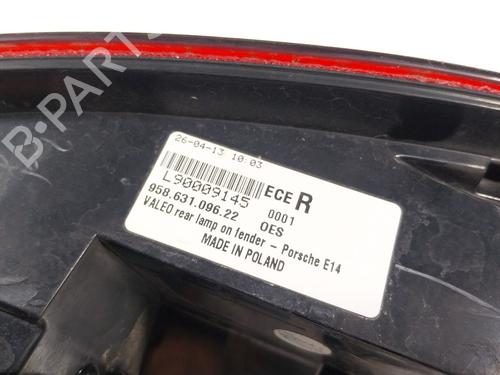 B-PARTS
26-04-13 10:03
L90009145
ECE R
0001
958.631.096.22 OES
VALEO rear lamp on fender - Porsche E14
MADE IN POLAND